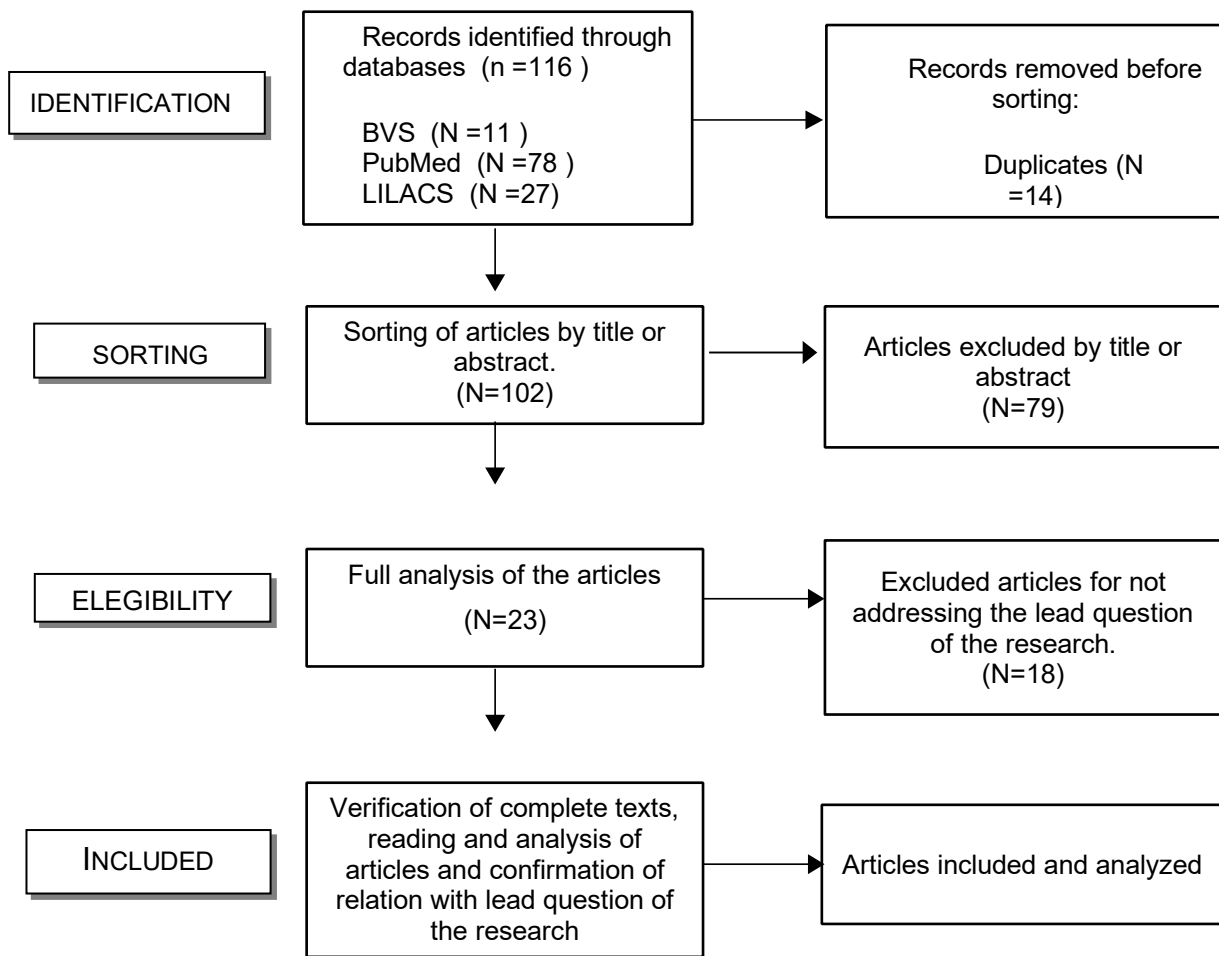 IDENTIFICATION
Records identified through
databases (n =116 )
BVS (N =11 )
PubMed (N =78 )
LILACS (N =27)
Records removed before
sorting:
Duplicates (N
=14)
SORTING
Sorting of articles by title or
abstract.
(N=102)
Articles excluded by title or
abstract
(N=79)
ELEGIBILITY
Full analysis of the articles
(N=23)
Excluded articles for not
addressing the lead question
of the research.
(N=18)
INCLUDED
Verification of complete texts,
reading and analysis of
articles and confirmation of
relation with lead question of
the research
Articles included and analyzed